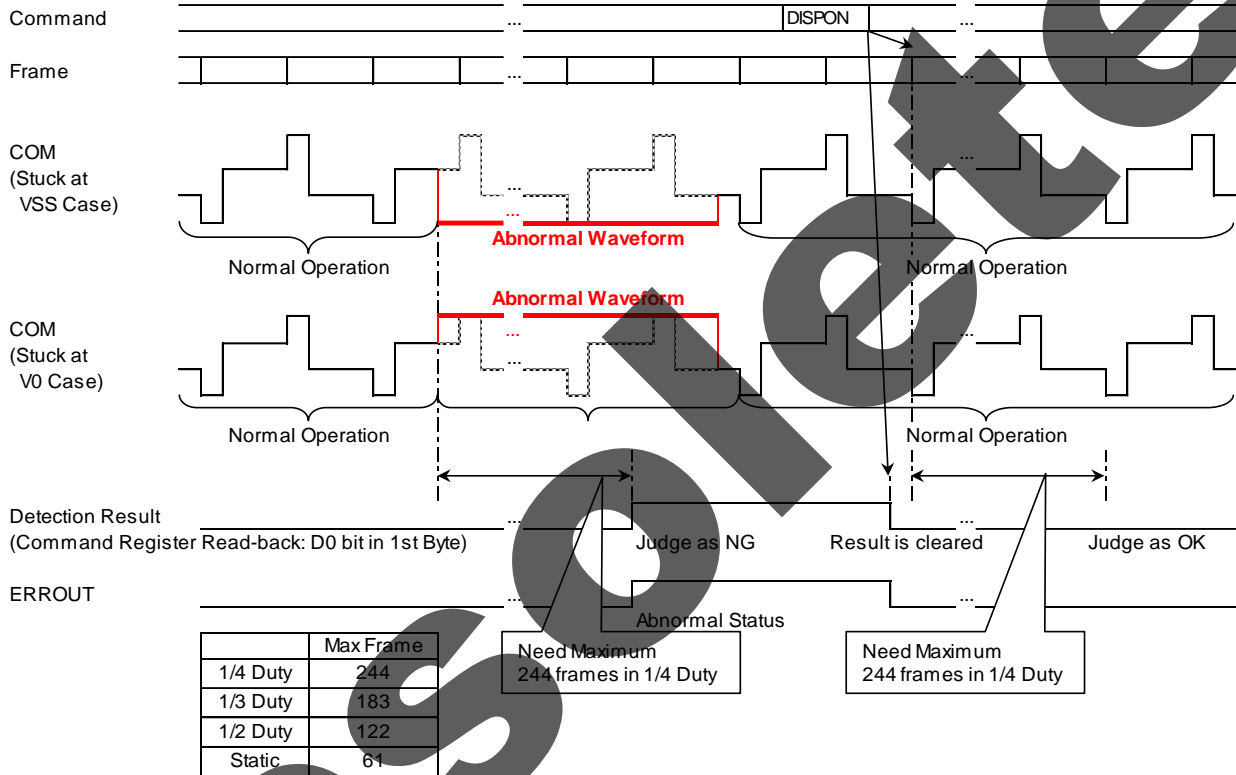 Command
...
DISPON
...
Frame
...
...
COM
(Stuck at
VSS Case)
...
...
...
Abnormal Waveform
Normal Operation
Normal Operation
Abnormal Waveform
COM
(Stuck at
V0 Case)
...
...
...
Normal Operation
Normal Operation
Detection Result
(Command Register Read-back: D0 bit in 1st Byte)
...
...
Judge as NG
Result is cleared
Judge as OK
ERROUT
...
...
Abnormal Status
Need Maximum
244 frames in 1/4 Duty
Need Maximum
244 frames in 1/4 Duty
Max Frame
1/4 Duty 244
1/3 Duty 183
1/2 Duty 122
Static 61
solete